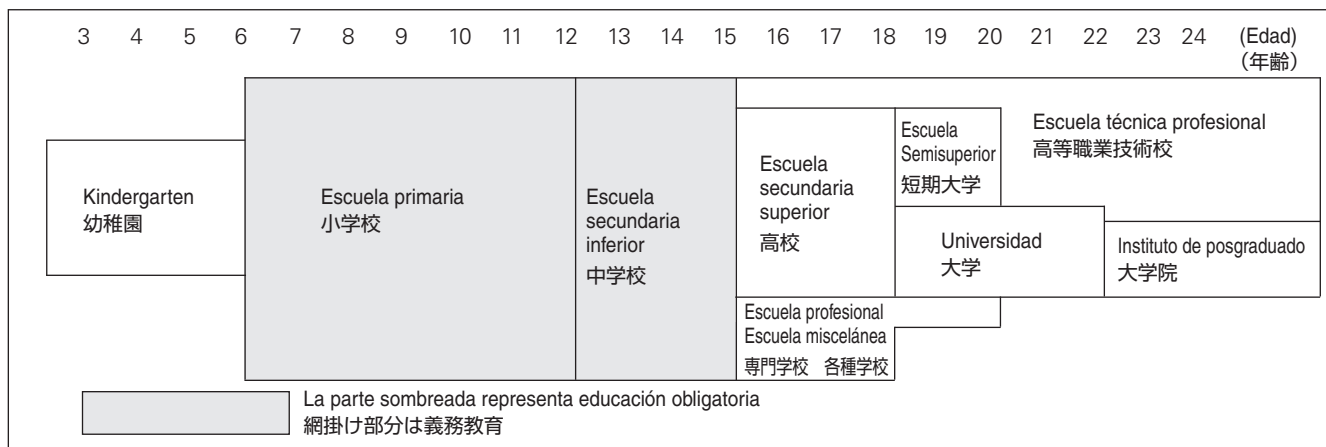 3 4 5 6 7 8 9 10 11 12 13 14 15 16 17 18 19 20 21 22 23 24 (Edad)
（年齢）
Kindergarten
幼稚園
Escuela primaria
小学校
Escuela
secundaria
inferior
中学校
Escuela
secundaria
superior
高校
Escuela
Semisuperior
短期大学
Escuela técnica profesional
高等職業技術校
Universidad
大学
Instituto de posgraduado
大学院
Escuela profesional
Escuela miscelánea
専門学校 各種学校
La parte sombreada representa educación obligatoria
網掛け部分は義務教育